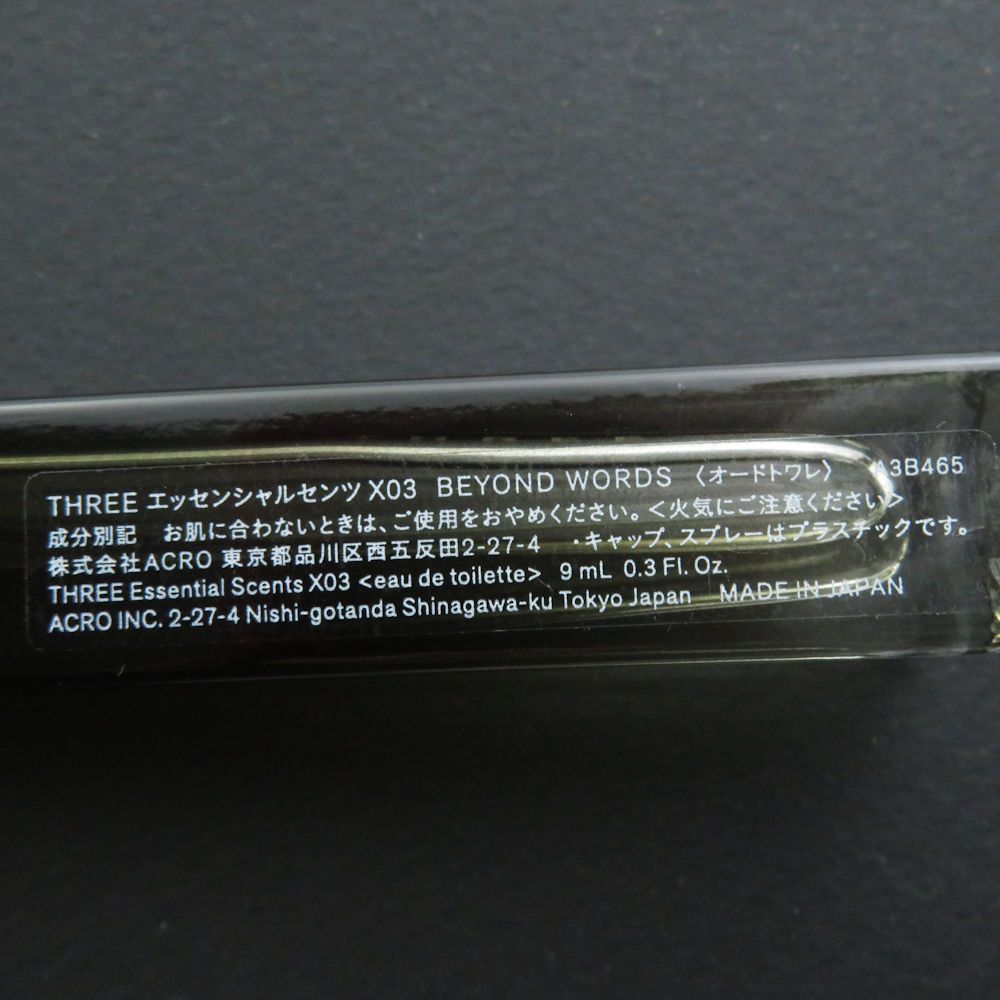 THREE エッセンシャルセンツ X03 BEYOND WORDS 〈オードトワレ〉 A3B465
成分別記 お肌に合わないときは、ご使用をおやめください。<火気にご注意ください>
株式会社ACRO 東京都品川区西五反田2-27-4 ・キャップ、スプレーはプラスチックです。
THREE Essential Scents X03 <eau de toilette> 9 mL 0.3 Fl. Oz.
ACRO INC. 2-27-4 Nishi-gotanda Shinagawa-ku Tokyo Japan MADE IN JAPAN